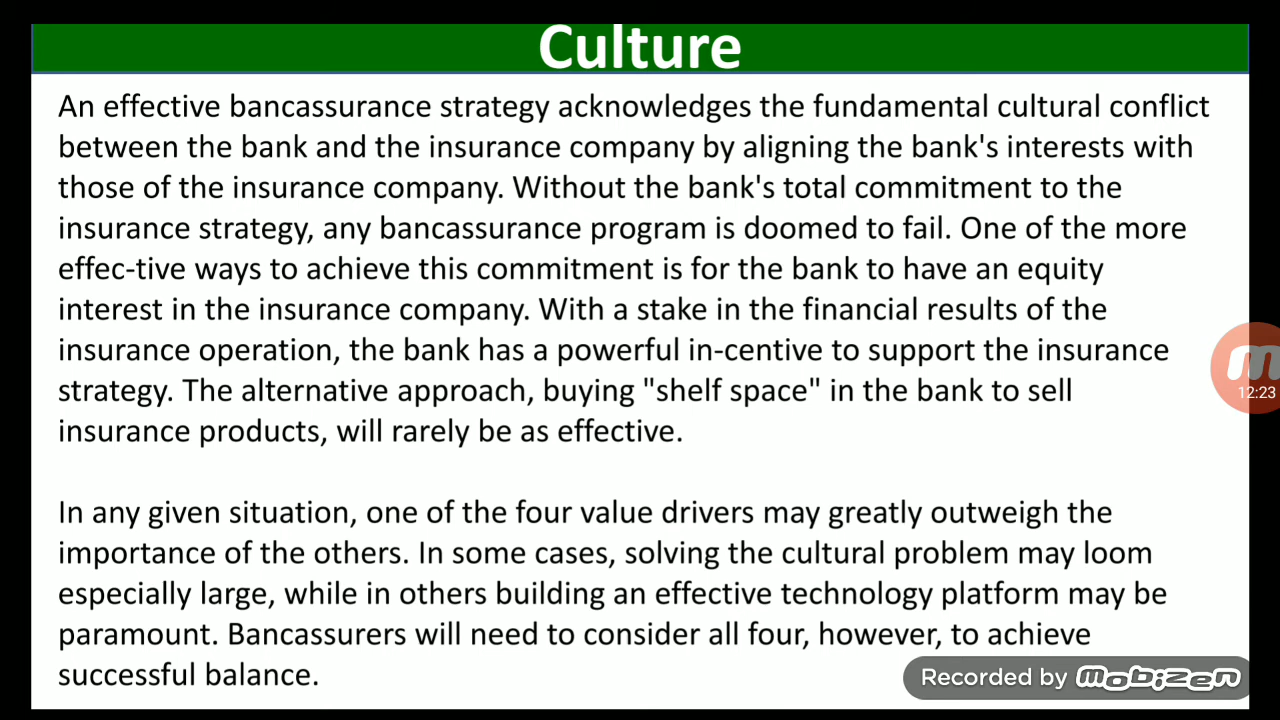 Culture
An effective bancassurance strategy acknowledges the fundamental cultural conflict
between the bank and the insurance company by aligning the bank's interests with
those of the insurance company. Without the bank's total commitment to the
insurance strategy, any bancassurance program is doomed to fail. One of the more
effec-tive ways to achieve this commitment is for the bank to have an equity
interest in the insurance company. With a stake in the financial results of the
insurance operation, the bank has a powerful in-centive to support the insurance
strategy. The alternative approach, buying "shelf space" in the bank to sell
insurance products, will rarely be as effective.
In any given situation, one of the four value drivers may greatly outweigh the
importance of the others. In some cases, solving the cultural problem may loom
especially large, while in others building an effective technology platform may be
paramount. Bancassurers will need to consider all four, however, to achieve
successful balance.
M
12:23
Recorded by mobizen